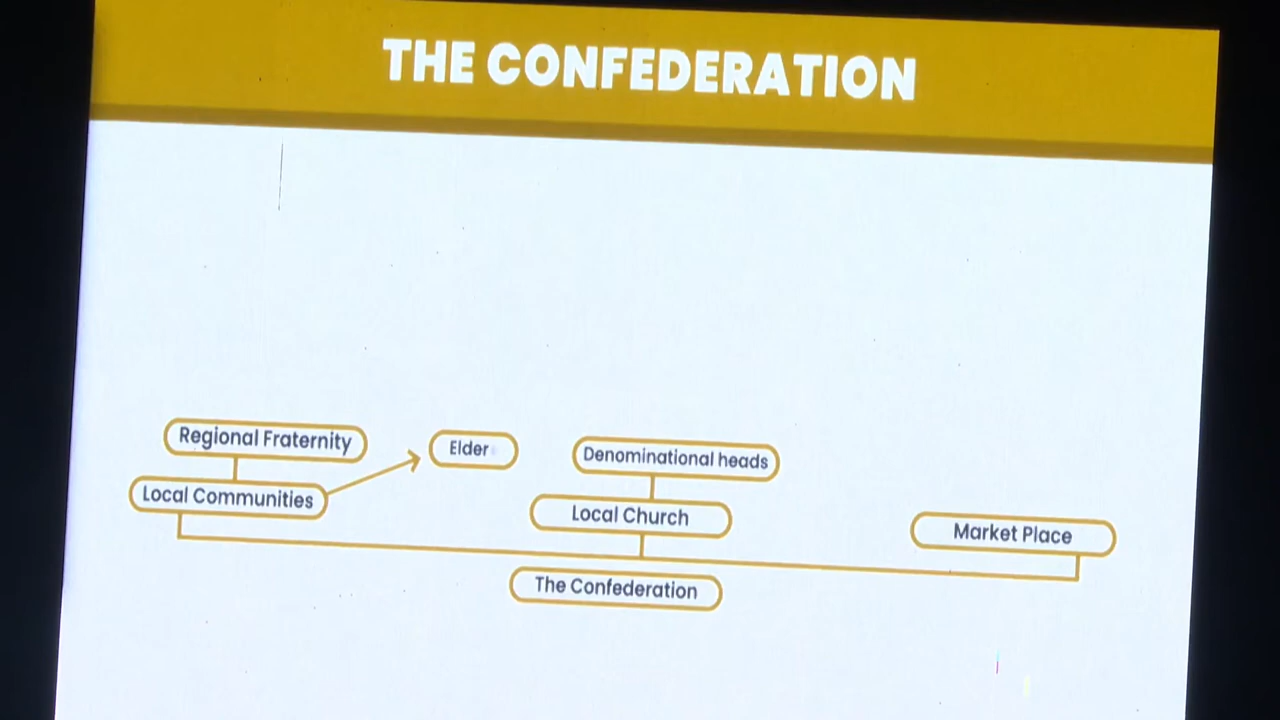 THE CONFEDERATION
Regional Fraternity
Elder
Denominational heads
Local Communities
Local Church
Market Place
The Confederation